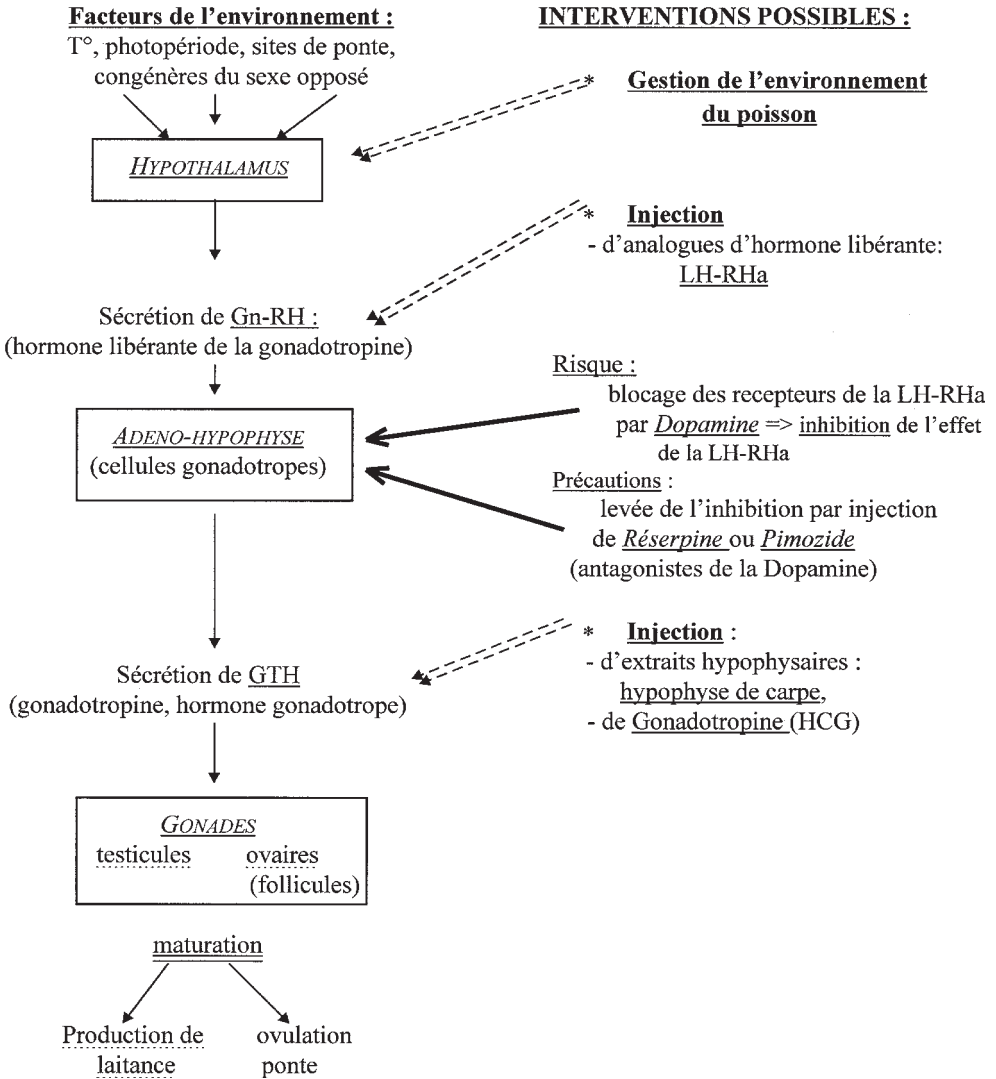 Facteurs de l'environnement :
T°, photopériode, sites de ponte,
congénères du sexe opposé
HYPOTHALAMUS
Sécrétion de Gn-RH :
(hormone libérante de la gonadotropine)
ADENO-HYPOPHYSE
(cellules gonadotropes)
Sécrétion de GTH
(gonadotropine, hormone gonadotrope)
GONADES
testicules ovaires
(follicules)
maturation
Production de ovulation
laitance ponte
INTERVENTIONS POSSIBLES :
* Gestion de l'environnement
du poisson
* Injection
- d'analogues d'hormone libérante:
LH-RHa
Risque :
blocage des recepteurs de la LH-RHa
par Dopamine => inhibition de l'effet
de la LH-RHa
Précautions :
levée de l'inhibition par injection
de Réserpine ou Pimozide
(antagonistes de la Dopamine)
* Injection :
- d'extraits hypophysaires :
hypophyse de carpe,
- de Gonadotropine (HCG)